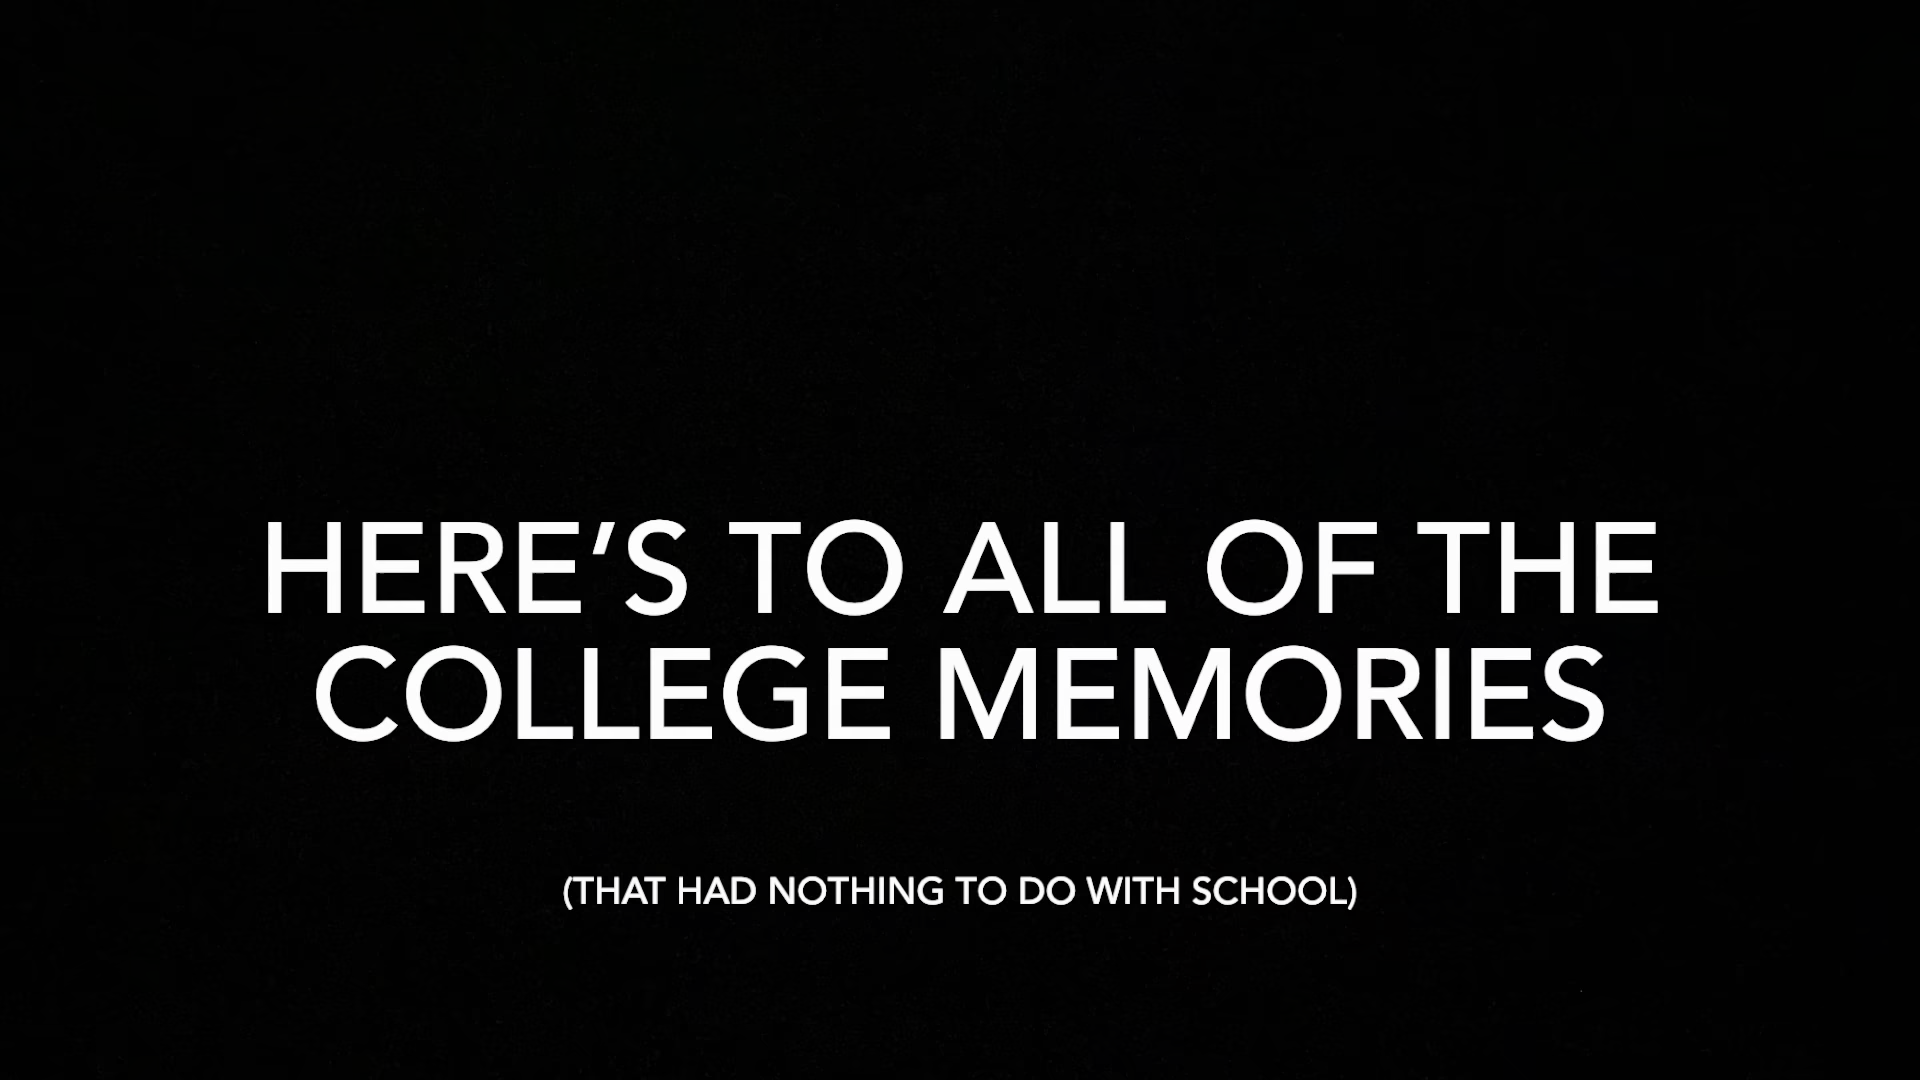 HERE’S TO ALL OF THE
COLLEGE MEMORIES
(THAT HAD NOTHING TO DO WITH SCHOOL)